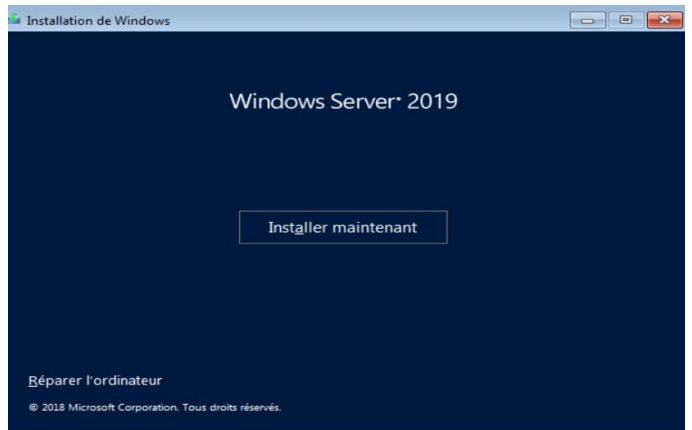 Installation de Windows
Windows Server® 2019
Installer maintenant
Réparer l'ordinateur
© 2018 Microsoft Corporation. Tous droits réservés.